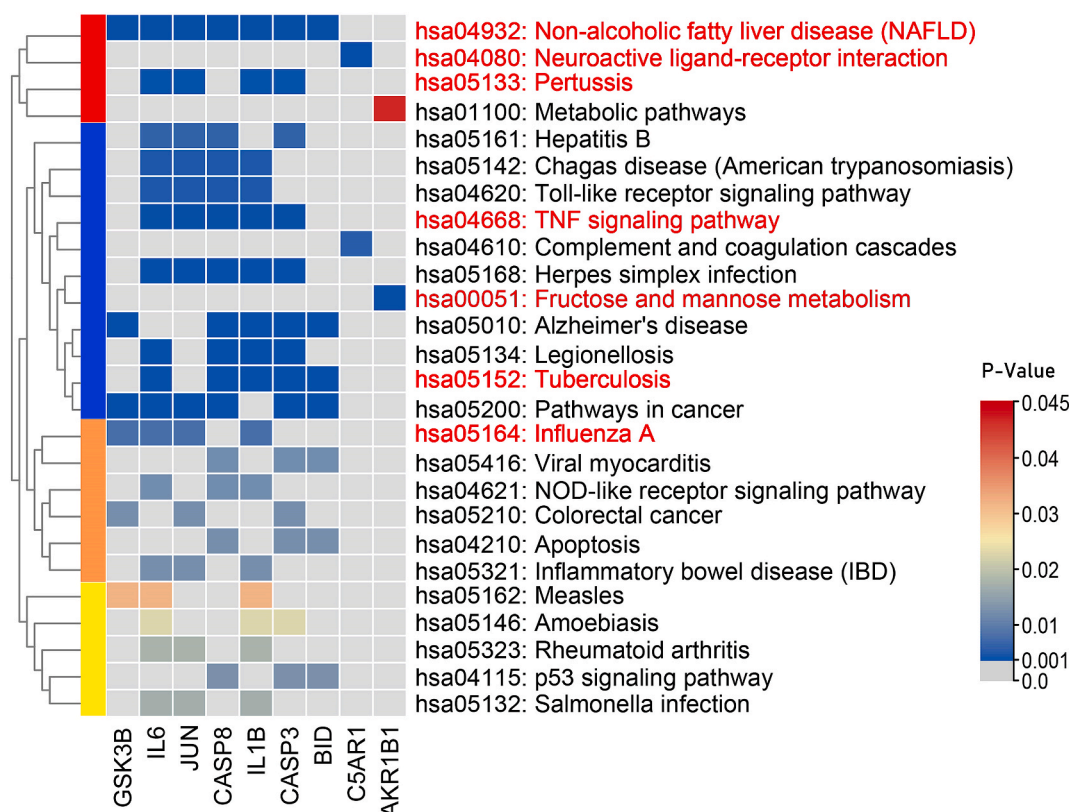 hsa04932: Non-alcoholic fatty liver disease (NAFLD)
hsa04080: Neuroactive ligand-receptor interaction
hsa05133: Pertussis
hsa01100: Metabolic pathways
hsa05161: Hepatitis B
hsa05142: Chagas disease (American trypanosomiasis)
hsa04620: Toll-like receptor signaling pathway
hsa04668: TNF signaling pathway
hsa04610: Complement and coagulation cascades
hsa05168: Herpes simplex infection
hsa00051: Fructose and mannose metabolism
hsa05010: Alzheimer's disease
hsa05134: Legionellosis
hsa05152: Tuberculosis
hsa05200: Pathways in cancer
hsa05164: Influenza A
hsa05416: Viral myocarditis
hsa04621: NOD-like receptor signaling pathway
hsa05210: Colorectal cancer
hsa04210: Apoptosis
hsa05321: Inflammatory bowel disease (IBD)
hsa05162: Measles
hsa05146: Amoebiasis
hsa05323: Rheumatoid arthritis
hsa04115: p53 signaling pathway
hsa05132: Salmonella infection
P-Value
0.045
0.04
0.03
0.02
0.01
0.001
0.0
GSK3B
IL6
JUN
CASP8
IL1B
CASP3
BID
C5AR1
AKR1B1